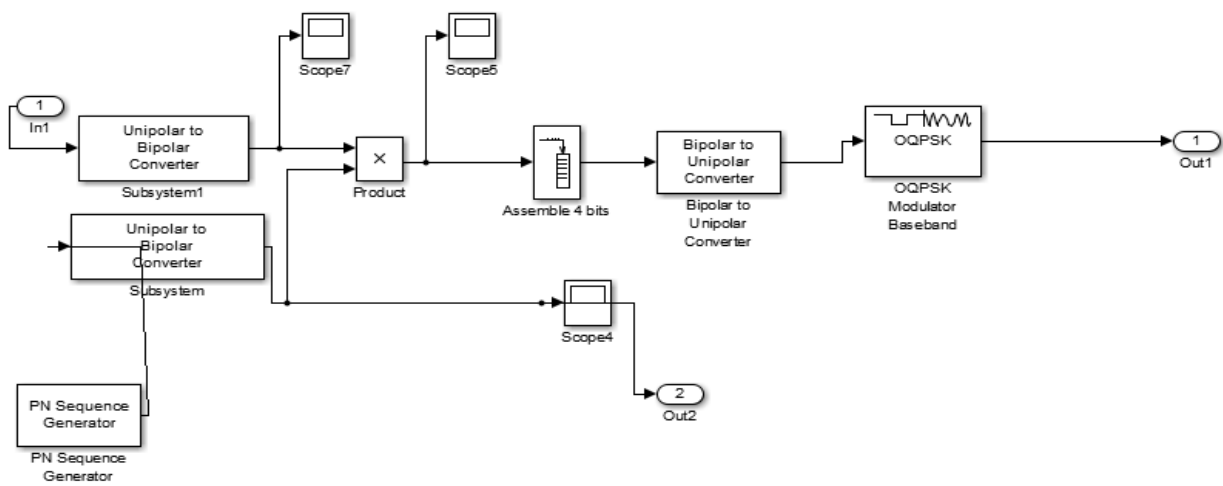 Scope7
Scope5
1
In1
Unipolar to
Bipolar
Converter
Subsystem1
×
Product
Assemble 4 bits
Bipolar to
Unipolar
Converter
Bipolar to
Unipolar
Converter
OQPSK
OQPSK
Modulator
Baseband
1
Out1
Unipolar to
Bipolar
Converter
Subsystem
Scope4
2
Out2
PN Sequence
Generator
PN Sequence
Generator